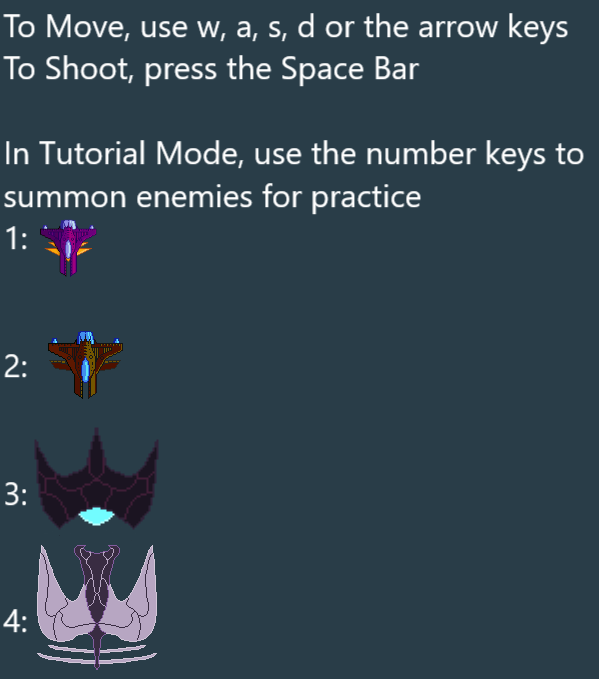 To Move, use w, a, s, d or the arrow keys
To Shoot, press the Space Bar
In Tutorial Mode, use the number keys to
summon enemies for practice
1:
2:
3:
4: